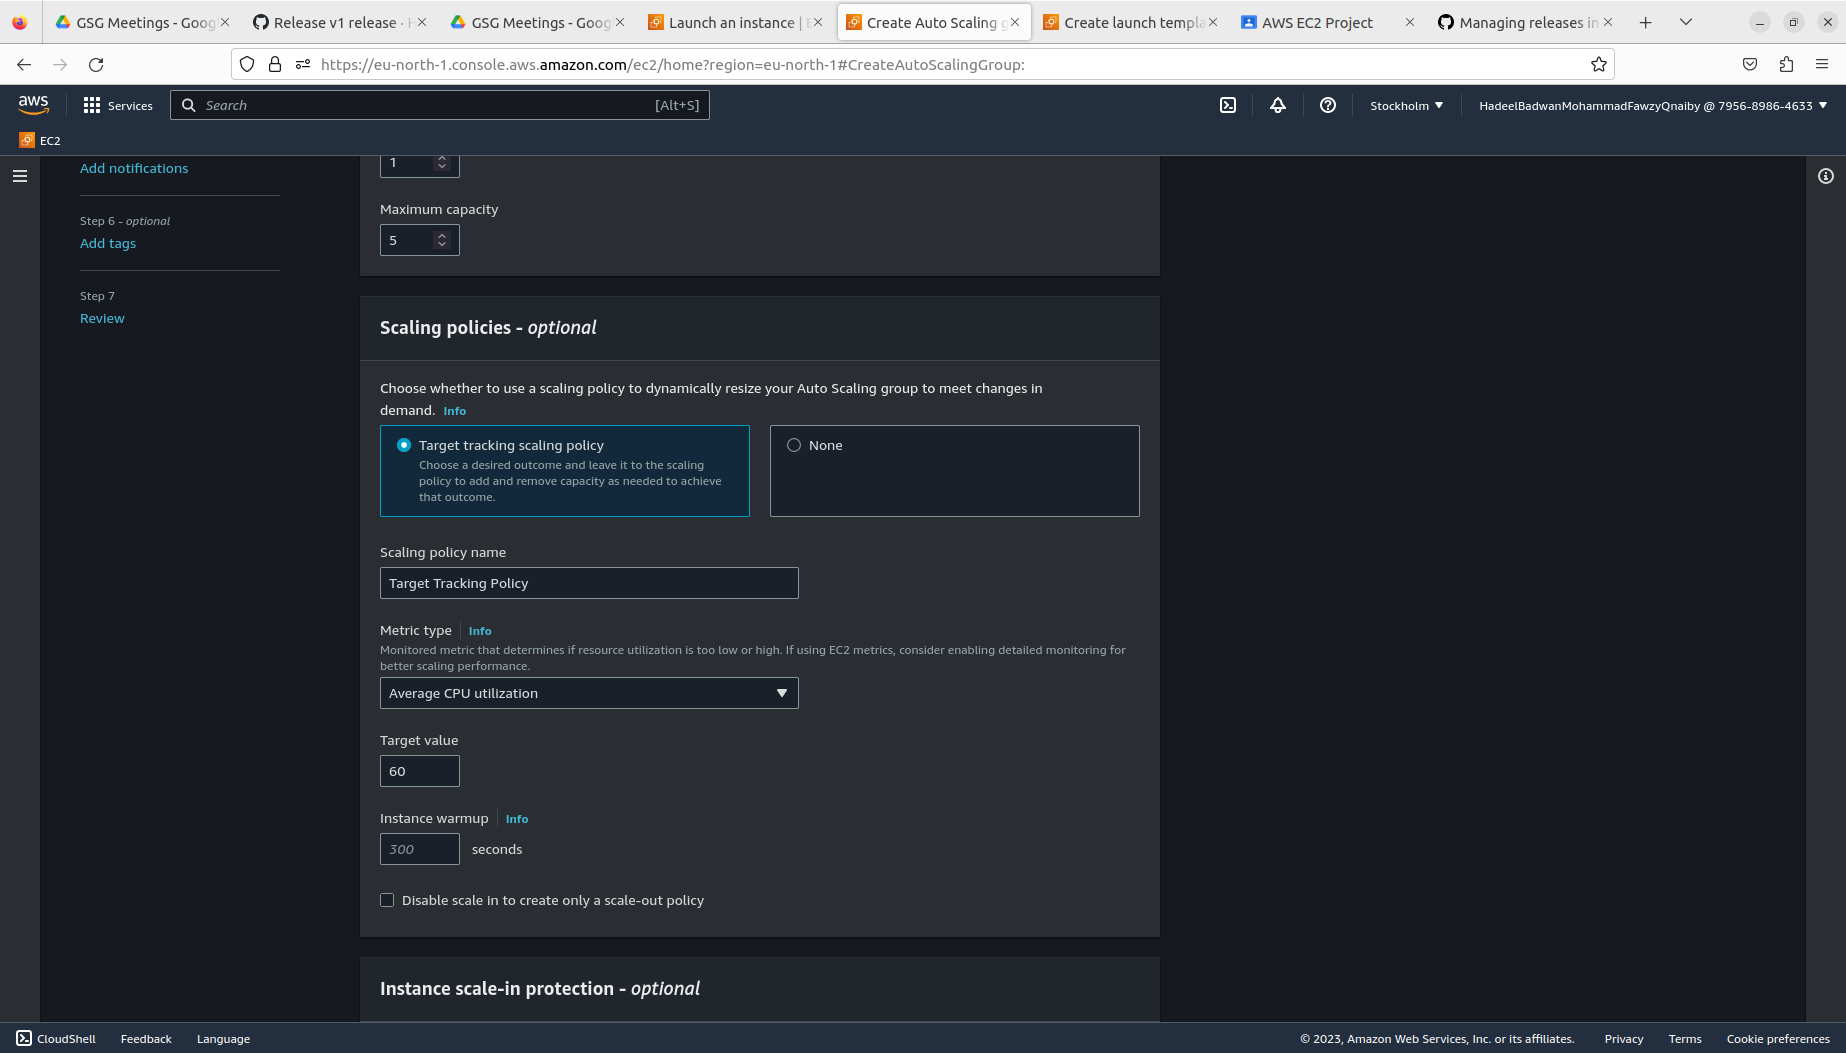 GSG Meetings - Goog
Release v1 release · H
GSG Meetings - Goog
Launch an instance | E
Create Auto Scaling g
Create launch templa
AWS EC2 Project
Managing releases in
https://eu-north-1.console.aws.amazon.com/ec2/home?region=eu-north-1#CreateAutoScalingGroup:
aws
Services
Search
[Alt+S]
Stockholm
HadeelBadwanMohammadFawzyQnaiby @ 7956-8986-4633
EC2
Add notifications
Step 6 - optional
Add tags
Step 7
Review
1
Maximum capacity
5
Scaling policies - optional
Choose whether to use a scaling policy to dynamically resize your Auto Scaling group to meet changes in
demand. Info
Target tracking scaling policy
Choose a desired outcome and leave it to the scaling
policy to add and remove capacity as needed to achieve
that outcome.
None
Scaling policy name
Target Tracking Policy
Metric type Info
Monitored metric that determines if resource utilization is too low or high. If using EC2 metrics, consider enabling detailed monitoring for
better scaling performance.
Average CPU utilization
Target value
60
Instance warmup Info
300 seconds
Disable scale in to create only a scale-out policy
Instance scale-in protection - optional
CloudShell
Feedback
Language
© 2023, Amazon Web Services, Inc. or its affiliates.
Privacy
Terms
Cookie preferences